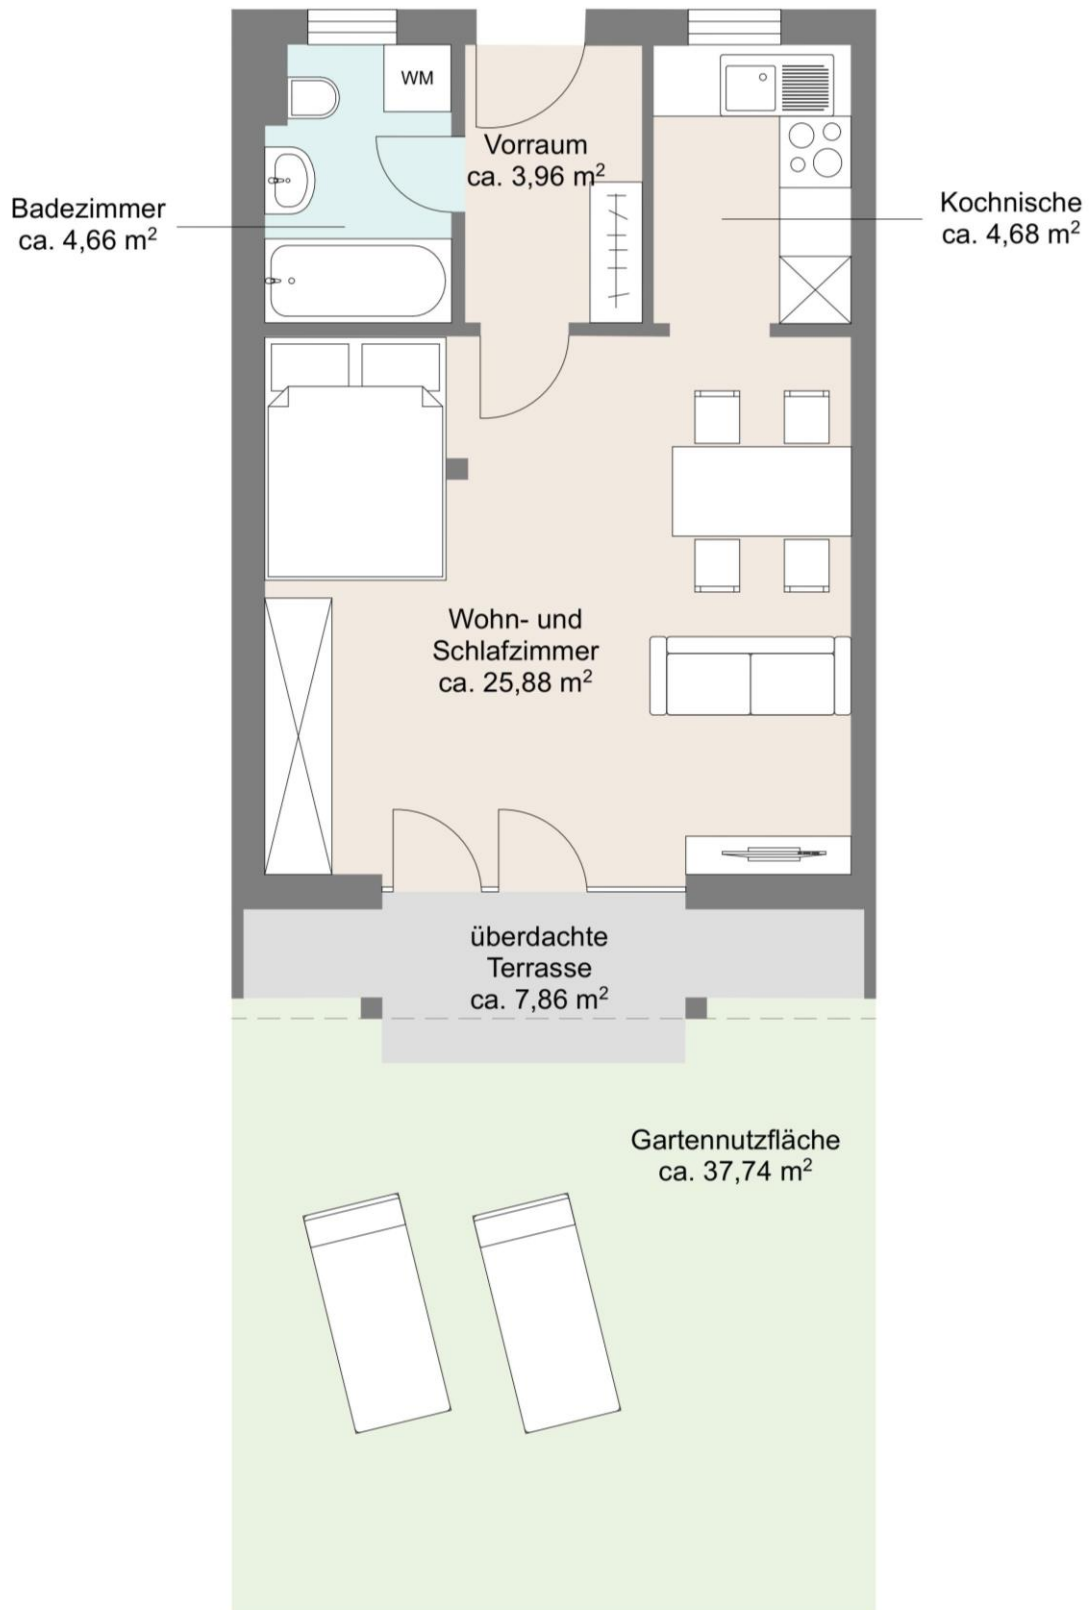 WM
Vorraum
ca. 3,96 m²
Badezimmer
ca. 4,66 m²
Kochnische
ca. 4,68 m²
Wohn- und
Schlafzimmer
ca. 25,88 m²
überdachte
Terrasse
ca. 7,86 m²
Gartennutzfläche
ca. 37,74 m²